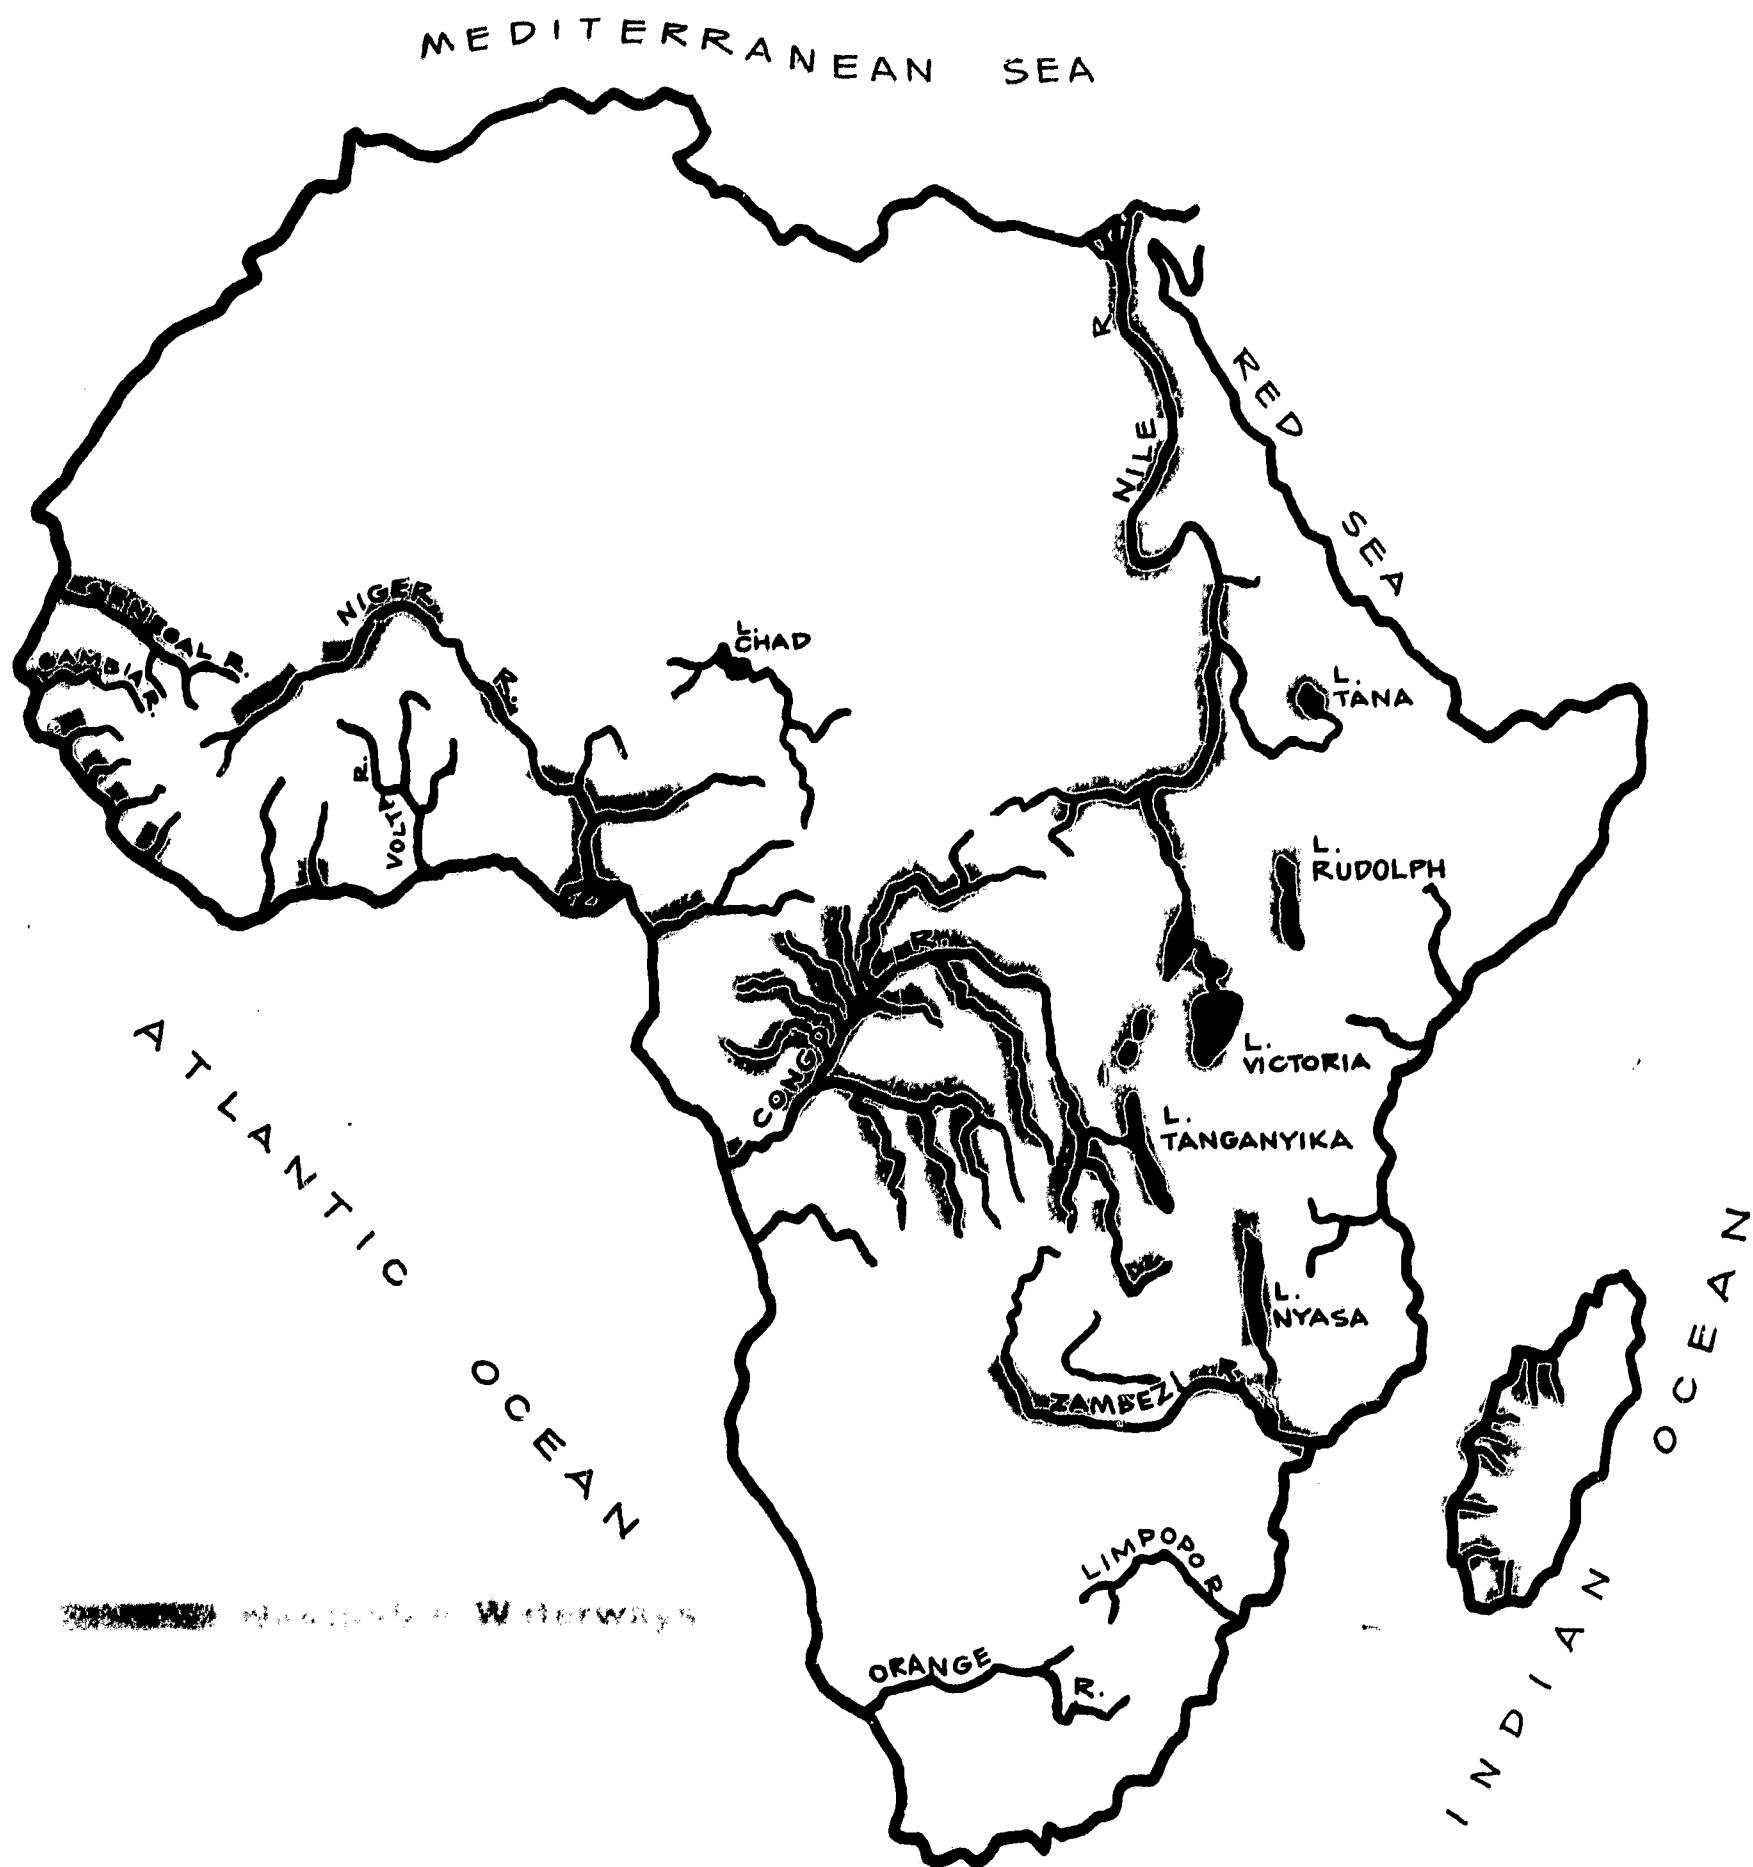 MEDITERRANEAN SEA
RED SEA
R. NILE
SENEGAL R.
GAMBIA R.
NIGER R.
L. CHAD
L. TANA
R. VOLTA
L. RUDOLPH
CONGO R.
L. VICTORIA
L. TANGANYIKA
L. NYASA
ZAMBEZI R.
LIMPOPO R
ORANGE R.
ATLANTIC OCEAN
INDIAN OCEAN
Waterways